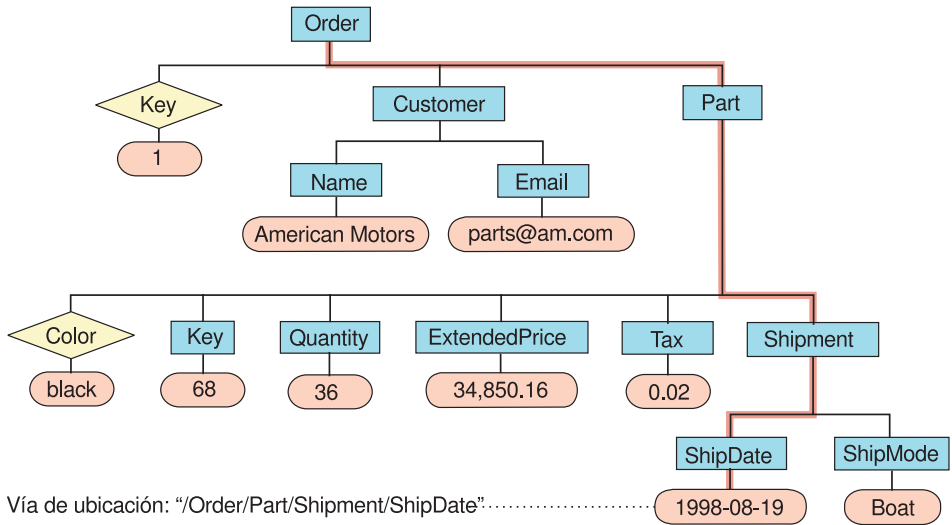 Order
Key
Customer
Part
1
Name
Email
American Motors
parts@am.com
Color
Key
Quantity
ExtendedPrice
Tax
Shipment
black
68
36
34,850.16
0.02
ShipDate
ShipMode
Vía de ubicación: “/Order/Part/Shipment/ShipDate”
1998-08-19
Boat